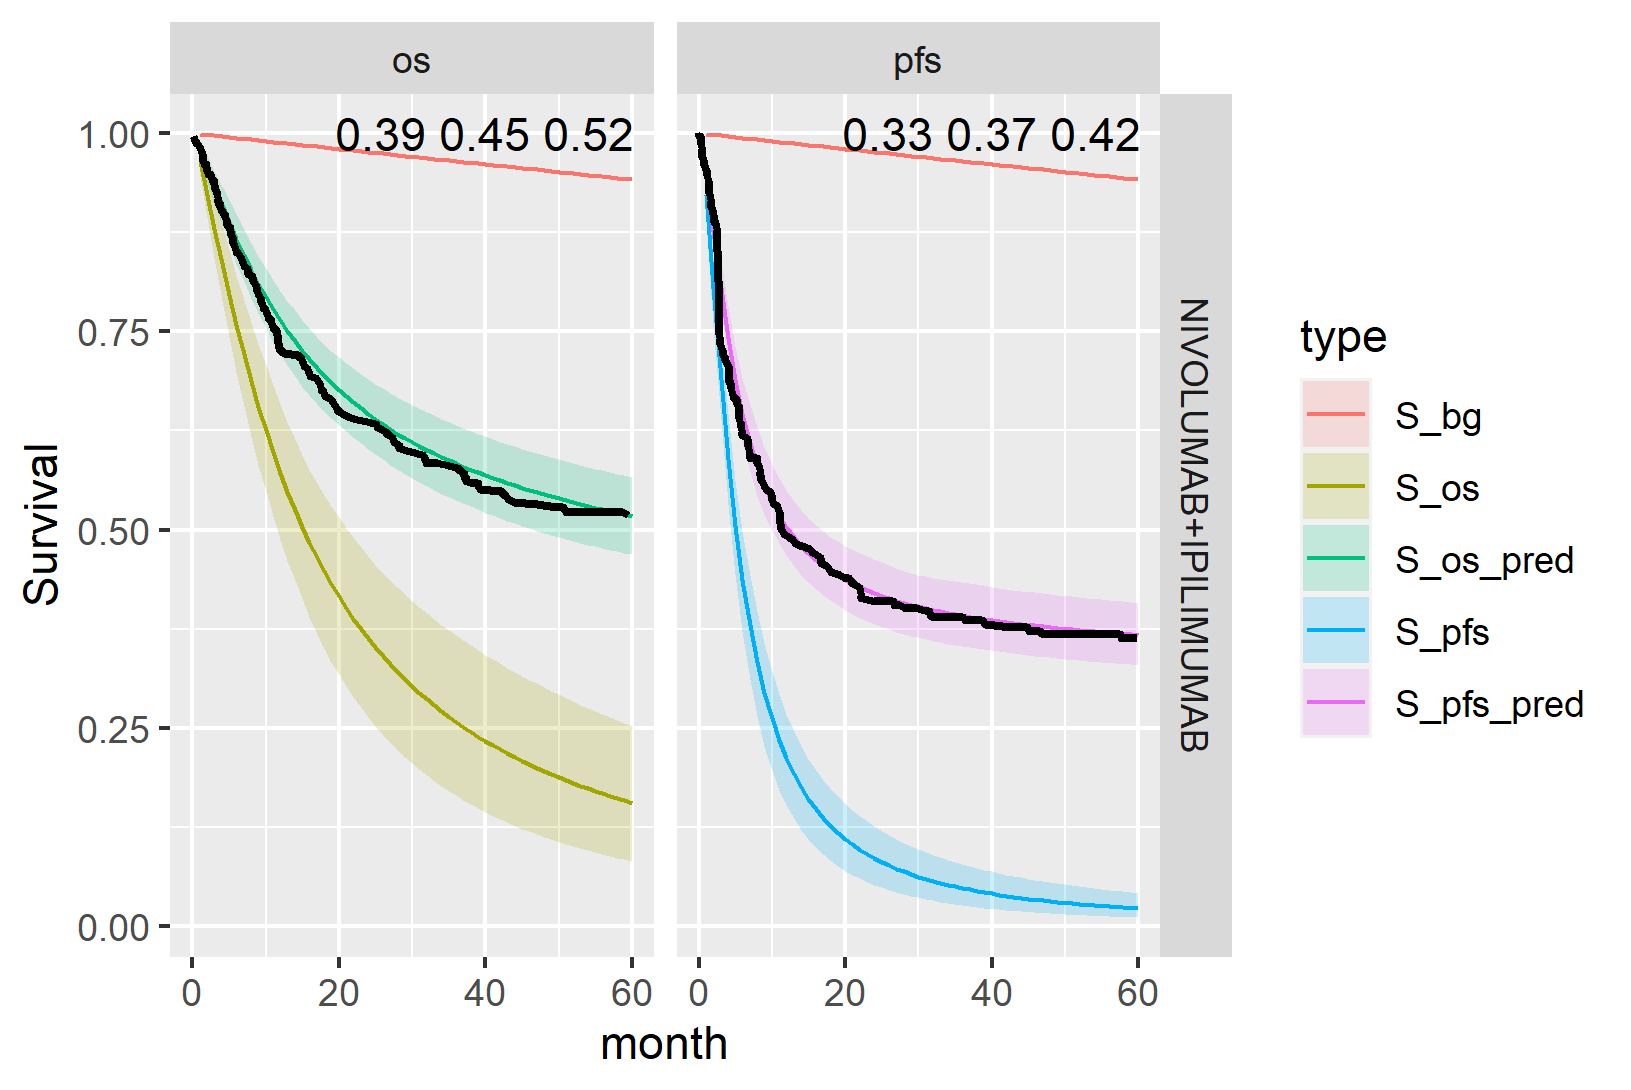 os
pfs
0.39 0.45 0.52
0.33 0.37 0.42
1.00
0.75
0.50
0.25
0.00
Survival
0 20 40 60
0 20 40 60
month
NIVOLUMAB+IPILIMUMAB
type
S_bg
S_os
S_os_pred
S_pfs
S_pfs_pred